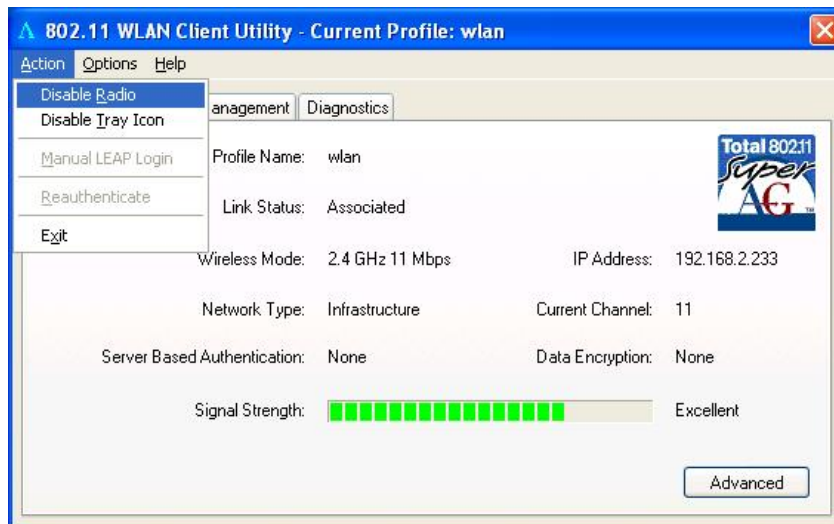 802.11 WLAN Client Utility - Current Profile: wlan
Action Options Help
Disable Radio
Disable Tray Icon
Manual LEAP Login
Reauthenticate
Exit
anagement Diagnostics
Profile Name: wlan
Link Status: Associated
Wireless Mode: 2.4 GHz 11 Mbps IP Address: 192.168.2.233
Network Type: Infrastructure Current Channel: 11
Server Based Authentication: None Data Encryption: None
Signal Strength: Excellent
Total 802.11
Super
AG
Advanced